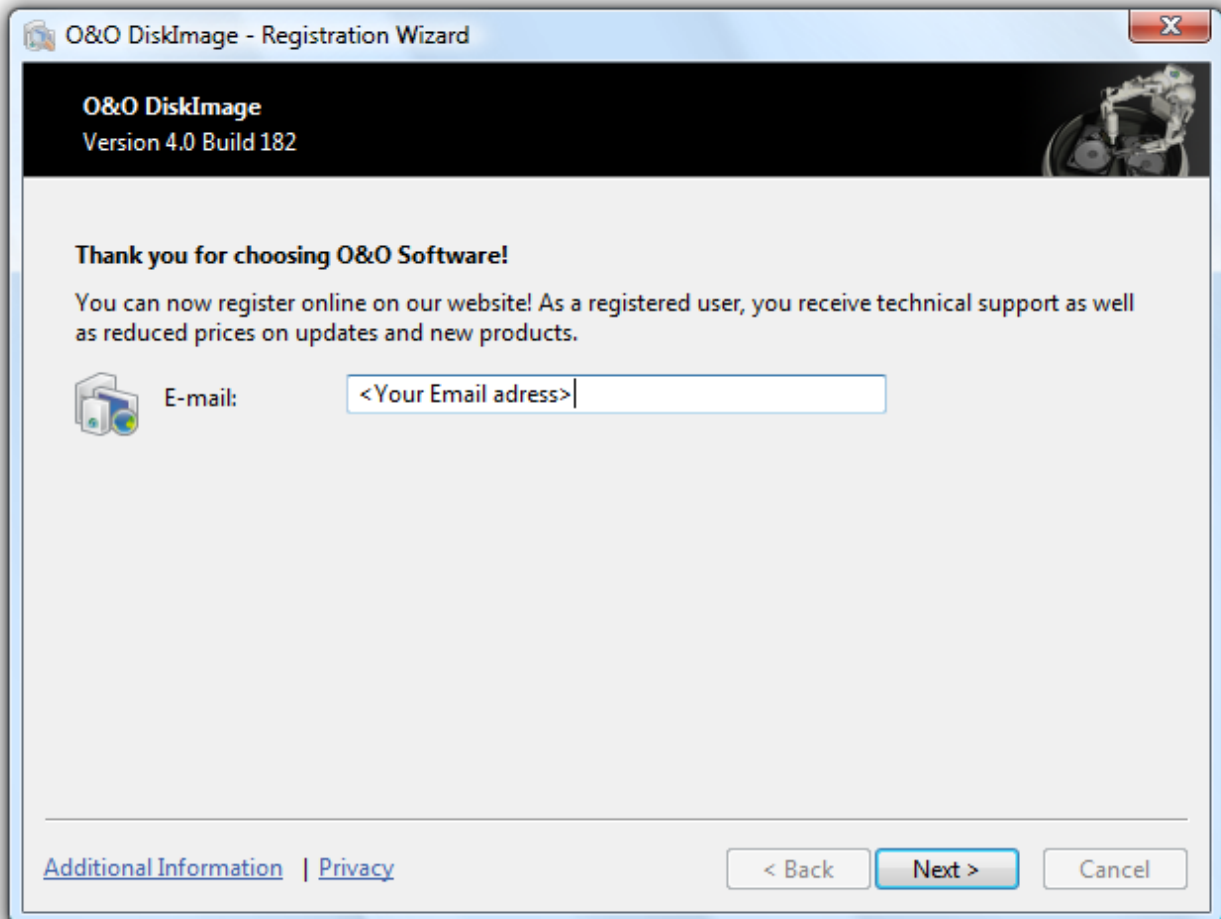 O&O DiskImage - Registration Wizard
O&O DiskImage
Version 4.0 Build 182
Thank you for choosing O&O Software!
You can now register online on our website! As a registered user, you receive technical support as well
as reduced prices on updates and new products.
E-mail: <Your Email adress>
Additional Information | Privacy < Back Next > Cancel